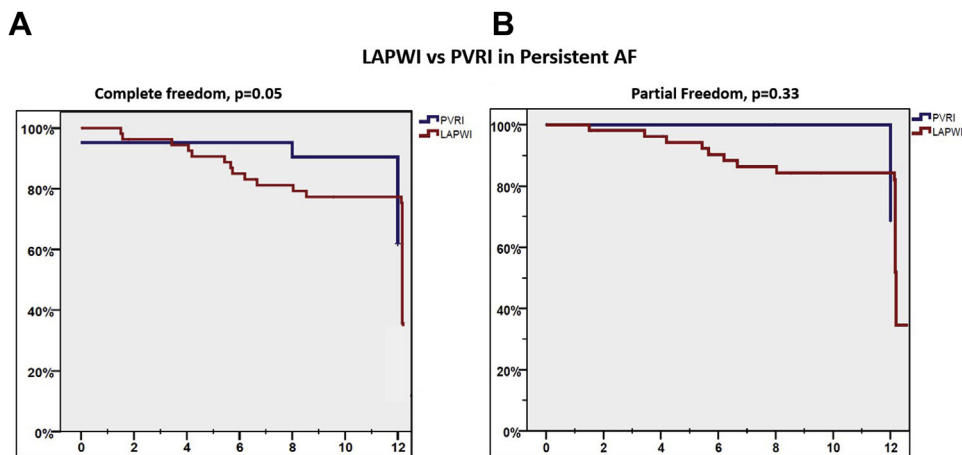 A
B
LAPWI vs PVRI in Persistent AF
Complete freedom, p=0.05
PVRI
LAPWI
100%
80%
60%
40%
20%
0%
0 2 4 6 8 10 12
Partial Freedom, p=0.33
PVRI
LAPWI
100%
80%
60%
40%
20%
0%
0 2 4 6 8 10 12